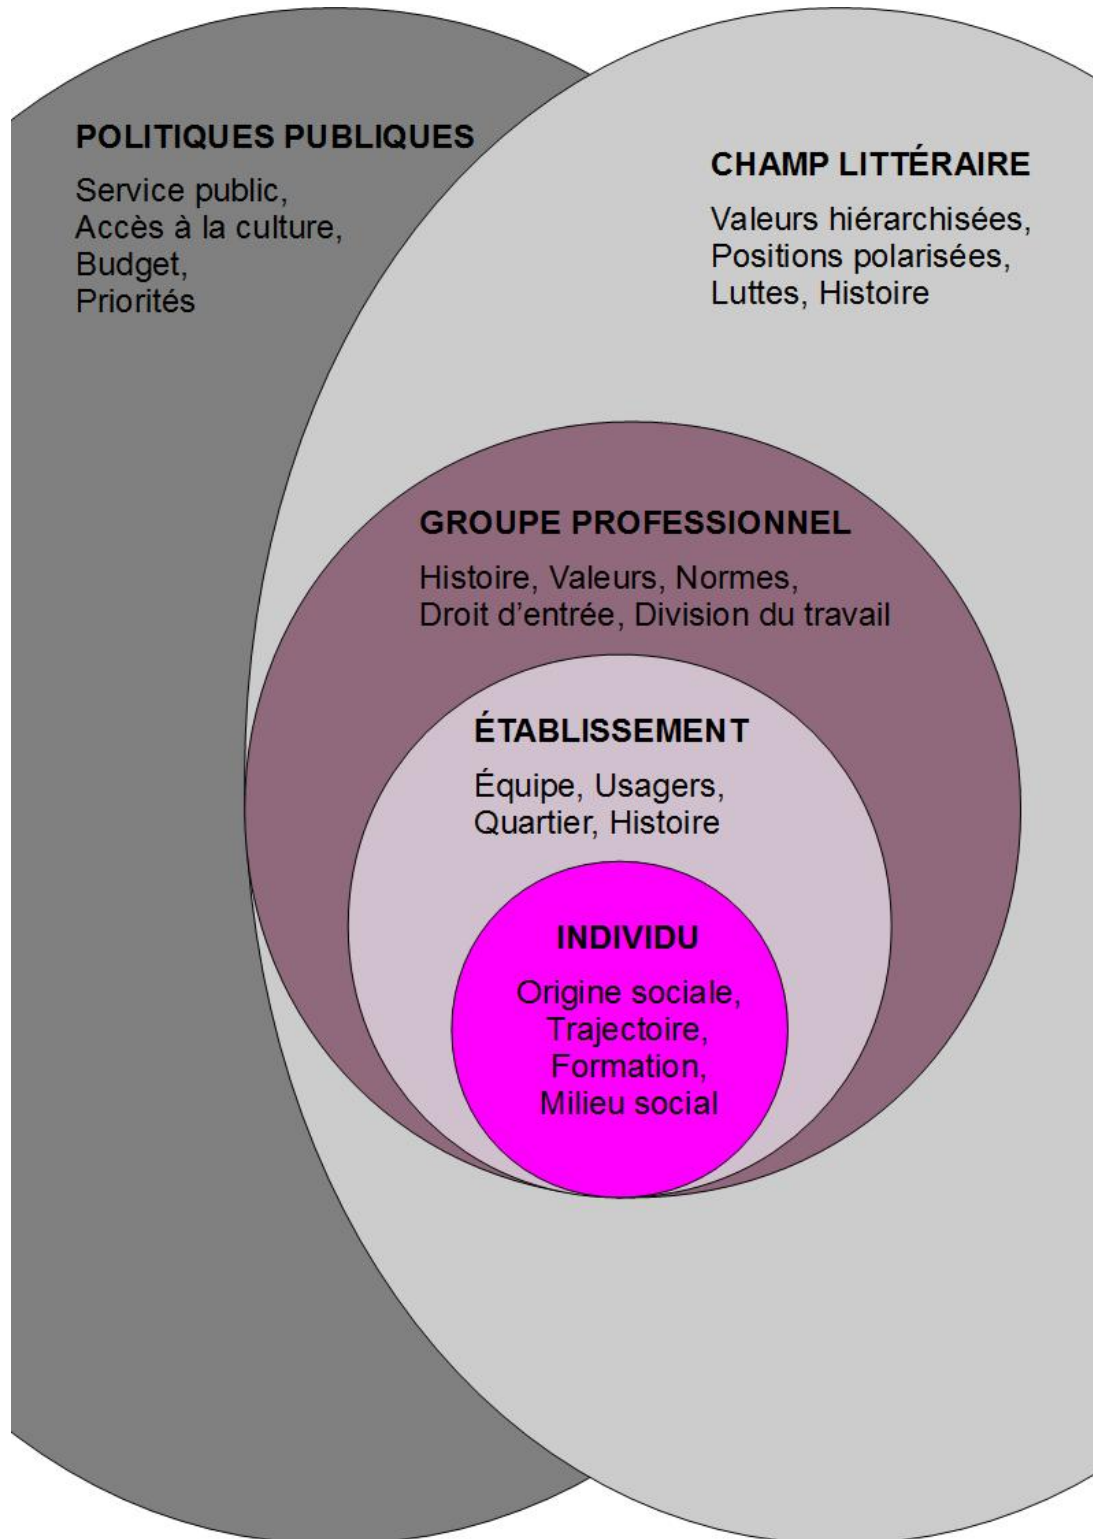 POLITIQUES PUBLIQUES
Service public,
Accès à la culture,
Budget,
Priorités
CHAMP LITTÉRAIRE
Valeurs hiérarchisées,
Positions polarisées,
Luttes, Histoire
GROUPE PROFESSIONNEL
Histoire, Valeurs, Normes,
Droit d’entrée, Division du travail
ÉTABLISSEMENT
Équipe, Usagers,
Quartier, Histoire
INDIVIDU
Origine sociale,
Trajectoire,
Formation,
Milieu social